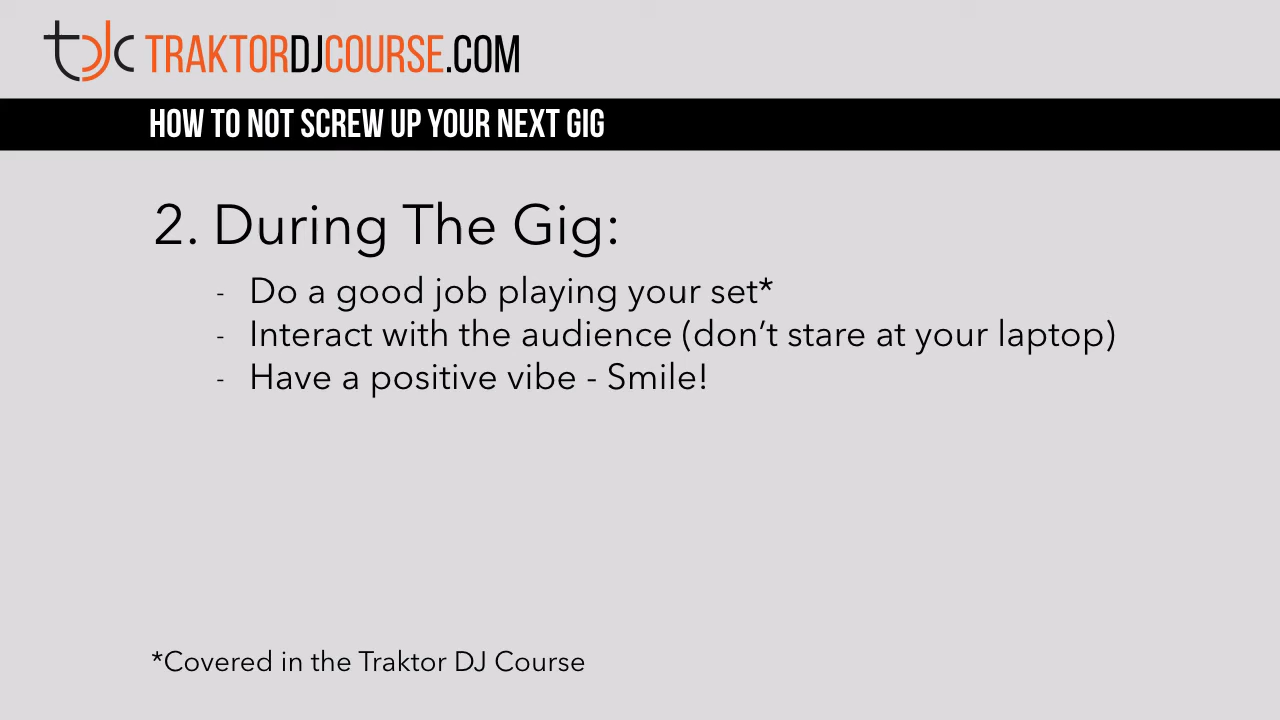 tdc TRAKTORDJCOURSE.COM
HOW TO NOT SCREW UP YOUR NEXT GIG
2. During The Gig:
- Do a good job playing your set*
- Interact with the audience (don’t stare at your laptop)
- Have a positive vibe - Smile!
*Covered in the Traktor DJ Course